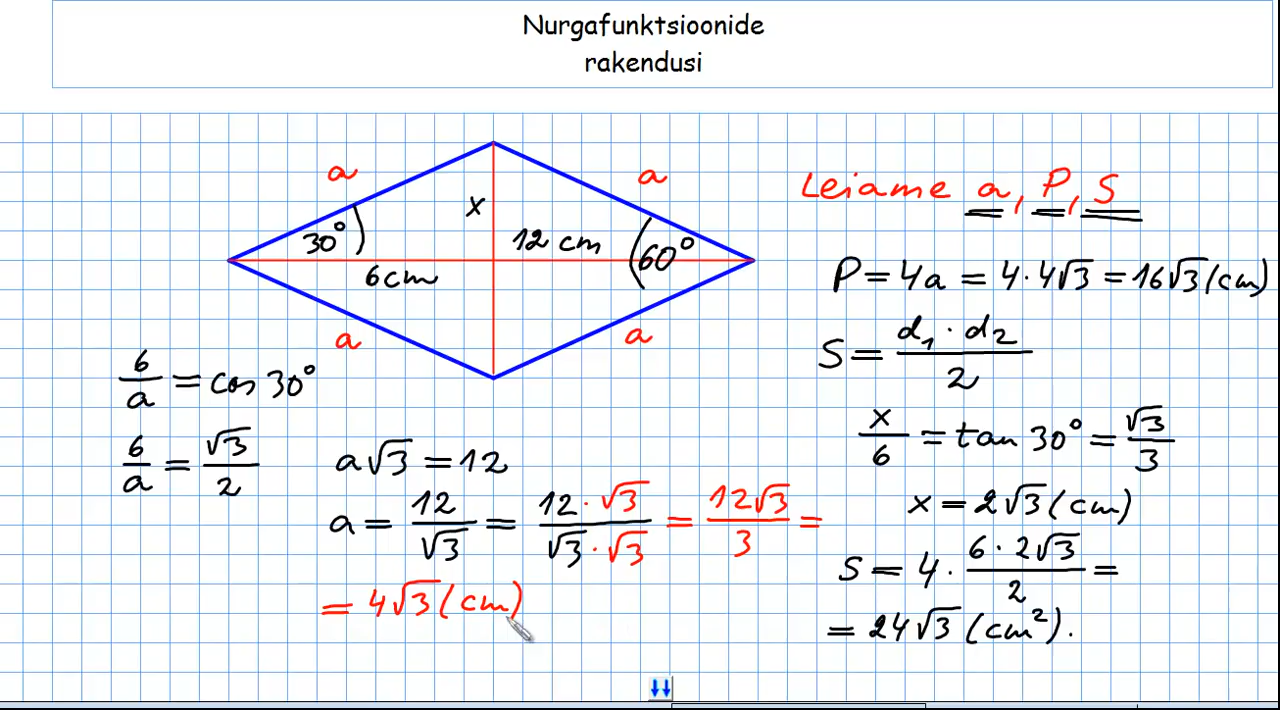 Nurgafunktsioonide
rakendusi
a
a
x
30°
12 cm
60°
6cm
a
a
Leiame a, P, S
P = 4a = 4·4√3 = 16√3 (cm)
S = d₁·d₂/2
x/6 = tan 30° = √3/3
x = 2√3 (cm)
S = 4· 6·2√3/2 =
= 24√3 (cm²).
6/a = cos 30°
6/a = √3/2
a√3 = 12
a = 12/√3 = 12·√3/√3·√3 = 12√3/3 =
= 4√3 (cm)